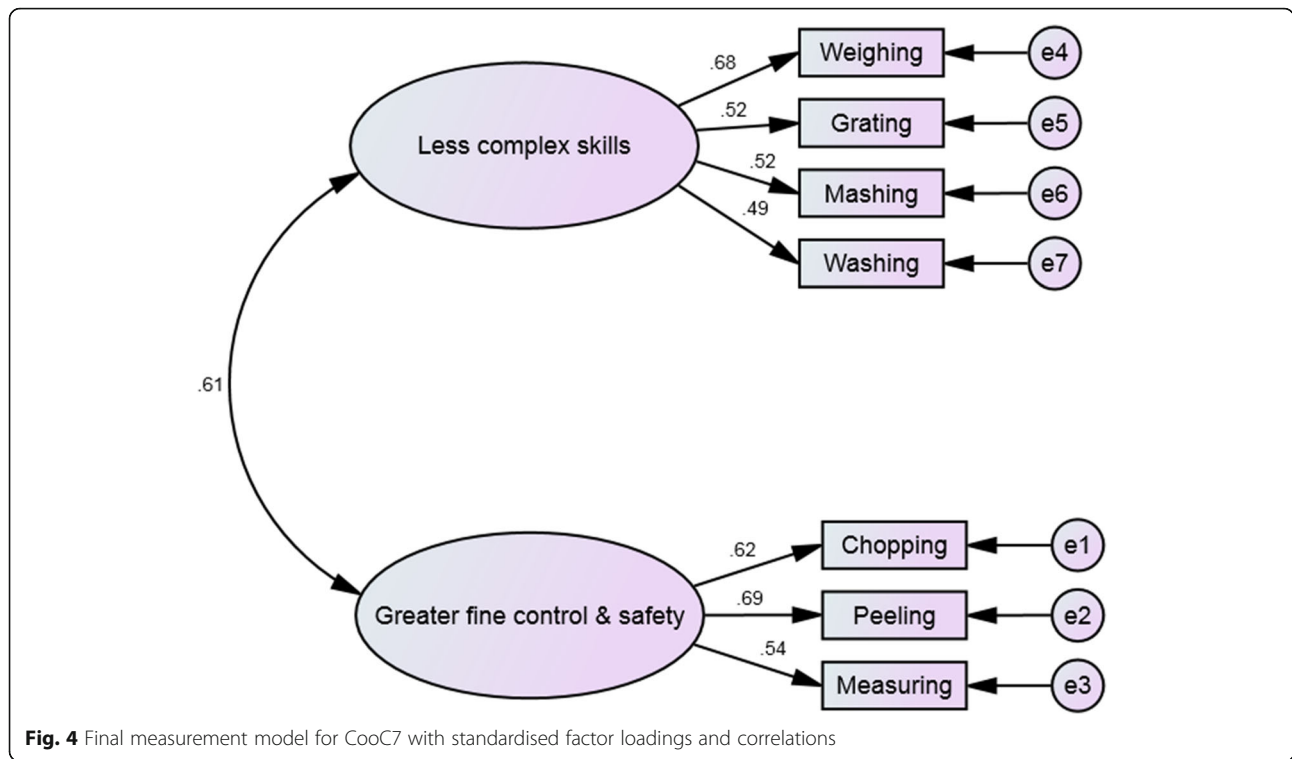 Less complex skills
.68
Weighing
e4
.52
Grating
e5
.52
Mashing
e6
.49
Washing
e7
.61
Greater fine control & safety
.62
Chopping
e1
.69
Peeling
e2
.54
Measuring
e3
Fig. 4 Final measurement model for CooC7 with standardised factor loadings and correlations